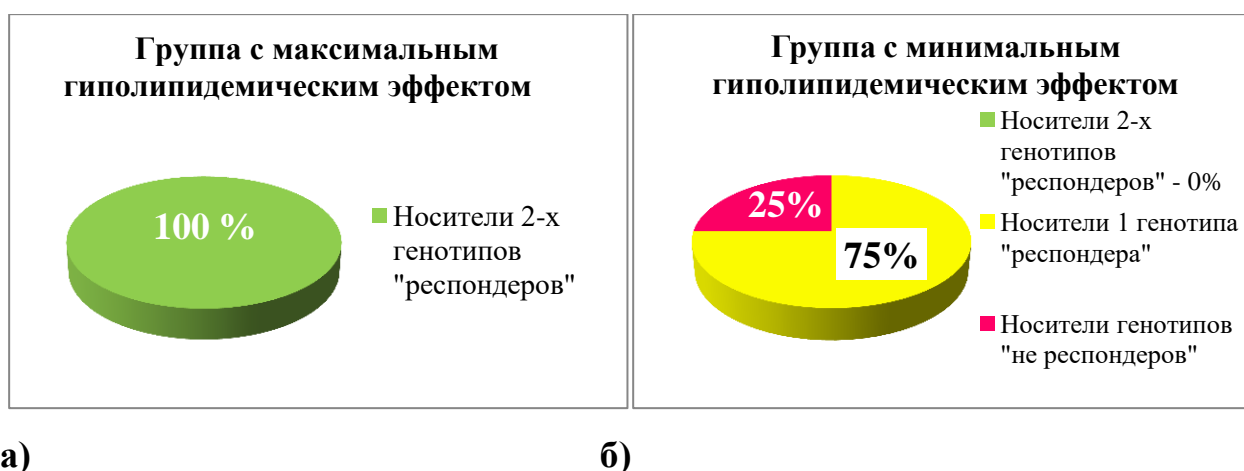 Группа с максимальным
гиполипидемическим эффектом
100 %
Носители 2-х
генотипов
"респондеров"
Группа с минимальным
гиполипидемическим эффектом
25%
75%
Носители 2-х
генотипов
"респондеров" - 0%
Носители 1 генотипа
"респондера"
Носители генотипов
"не респондеров"
а)
б)